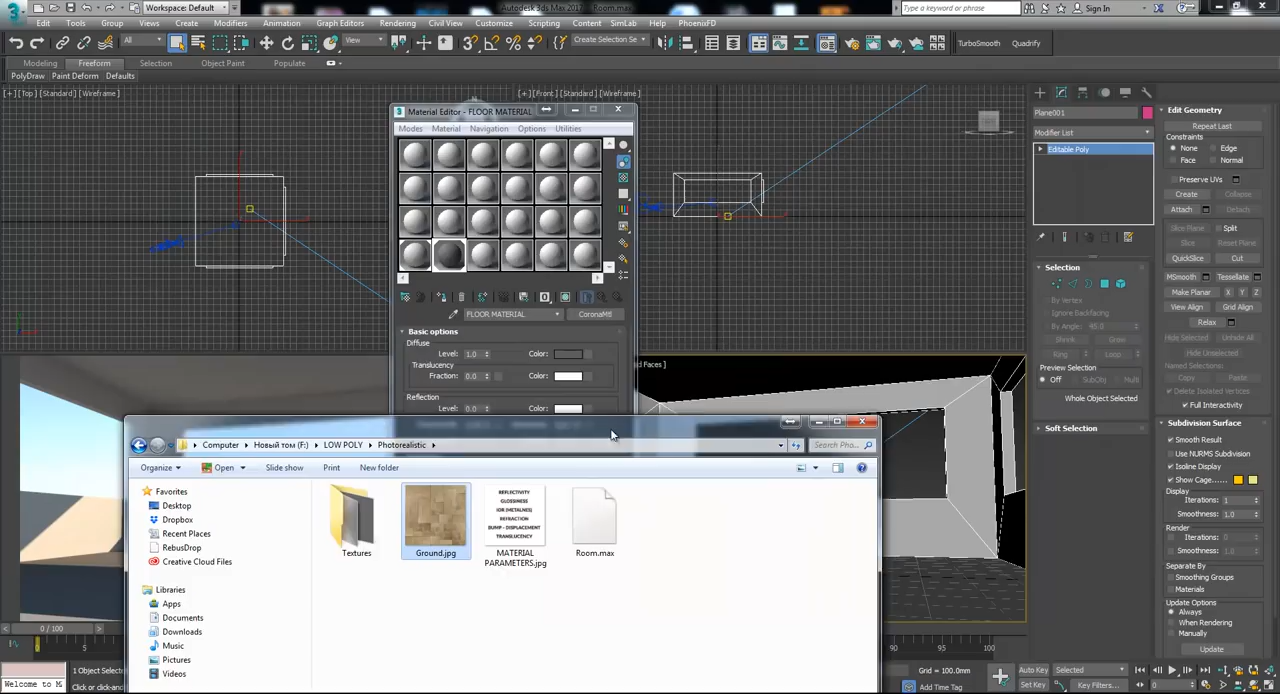 Workspace: Default
Autodesk 3ds Max 2017
Room.max
Type a keyword or phrase
Sign In
Edit Tools Group Views Create Modifiers Animation Graph Editors Rendering Civil View Customize Scripting Content SimLab Help PhoenixFD
All
View
Create Selection Se
TurboSmooth Quadrify
Modeling Freeform Selection Object Paint Populate
PolyDraw Paint Deform Defaults
[+] [Top] [Standard] [Wireframe]
[+] [Front] [Standard] [Wireframe]
Material Editor - FLOOR MATERIAL
Modes Material Navigation Options Utilities
FLOOR MATERIAL
CoronaMtl
Basic options
Diffuse
Level: 1.0 Color:
Translucency
Fraction: 0.0 Color:
Reflection
Level: 0.0 Color:
d Faces ]
Computer Новый том (F:) LOW POLY Photorealistic
Search Pho...
Organize Open Slide show Print New folder
Favorites
Desktop
Dropbox
Recent Places
RebusDrop
Creative Cloud Files
Libraries
Apps
Documents
Downloads
Music
Pictures
Videos
REFLECTIVITY
GLOSSINESS
IOR (METALNES)
REFRACTION
BUMP - DISPLACEMENT
TRANSLUCENCY
Textures
Ground.jpg
MATERIAL PARAMETERS.jpg
Room.max
Plane001
Modifier List
Editable Poly
Selection
By Vertex
Ignore Backfacing
By Angle: 45.0
Shrink Grow
Ring Loop
Preview Selection
Off SubObj Multi
Whole Object Selected
Soft Selection
Edit Geometry
Repeat Last
Constraints
None Edge
Face Normal
Preserve UVs
Create Collapse
Attach Detach
Slice Plane Split
Slice Reset Plane
QuickSlice Cut
MSmooth Tessellate
Make Planar X Y Z
View Align Grid Align
Relax
Hide Selected Unhide All
Hide Unselected
Named Selections:
Copy Paste
Delete Isolated Vertices
Full Interactivity
Subdivision Surface
Smooth Result
Use NURMS Subdivision
Isoline Display
Show Cage......
Display
Iterations: 1
Smoothness: 1.0
Render
Iterations: 0
Smoothness: 1.0
Separate By
Smoothing Groups
Materials
Update Options
Always
When Rendering
Manually
Update
0 / 100
5
90 95 100
1 Object Selected
Welcome to M
Click or click-and-
Grid = 100.0mm
Add Time Tag
Auto Key Selected
Set Key Key Filters...
0